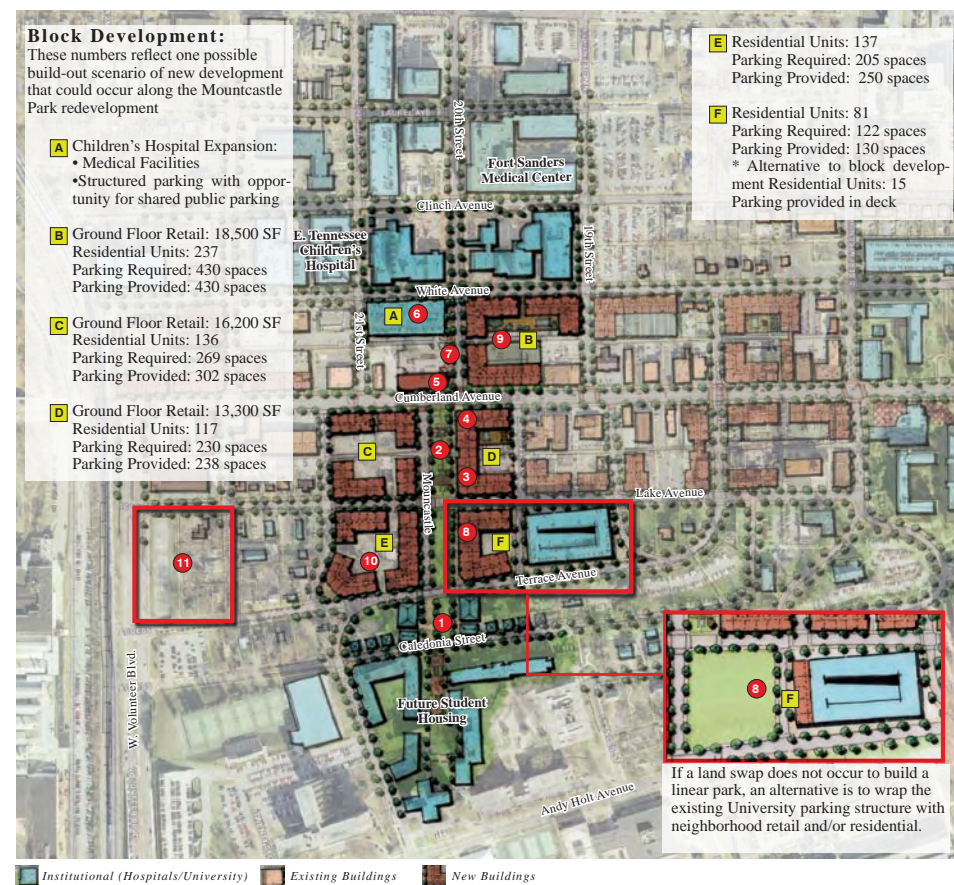 Block Development:
These numbers reflect one possible
build-out scenario of new development
that could occur along the Mountcastle
Park redevelopment
A Children's Hospital Expansion:
• Medical Facilities
•Structured parking with oppor-
tunity for shared public parking
B Ground Floor Retail: 18,500 SF
Residential Units: 237
Parking Required: 430 spaces
Parking Provided: 430 spaces
C Ground Floor Retail: 16,200 SF
Residential Units: 136
Parking Required: 269 spaces
Parking Provided: 302 spaces
D Ground Floor Retail: 13,300 SF
Residential Units: 117
Parking Required: 230 spaces
Parking Provided: 238 spaces
E Residential Units: 137
Parking Required: 205 spaces
Parking Provided: 250 spaces
F Residential Units: 81
Parking Required: 122 spaces
Parking Provided: 130 spaces
* Alternative to block develop-
ment Residential Units: 15
Parking provided in deck
LAUREL AVE
20th Street
Fort Sanders
Medical Center
Clinch Avenue
E. Tennessee
Children's
Hospital
19th Street
White Avenue
21st Street
A
6
9
B
7
5
Cumberland Avenue
4
C
2
D
3
Mouncastle
Lake Avenue
8
E
F
10
11
Terrace Avenue
1
Caledonia Street
W. Volunteer Blvd.
Future Student
Housing
Andy Holt Avenue
8
F
If a land swap does not occur to build a
linear park, an alternative is to wrap the
existing University parking structure with
neighborhood retail and/or residential.
Institutional (Hospitals/University) Existing Buildings New Buildings